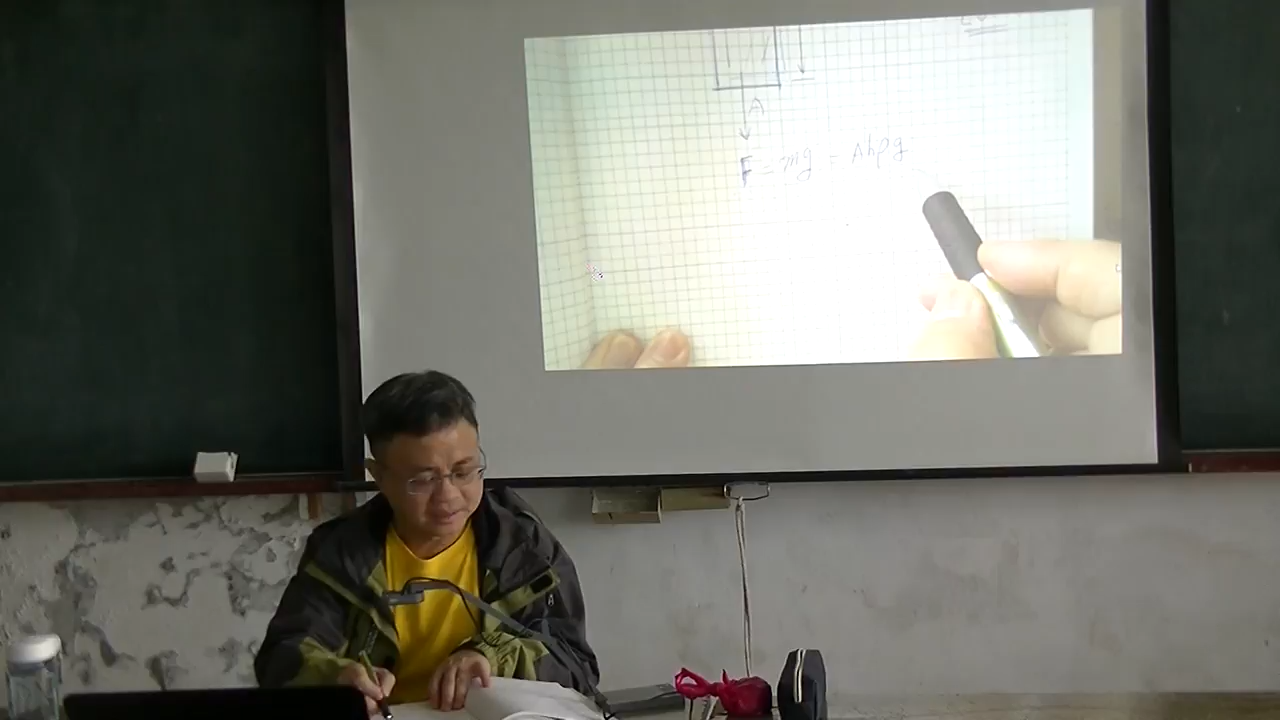 A
F = mg = Ahρg